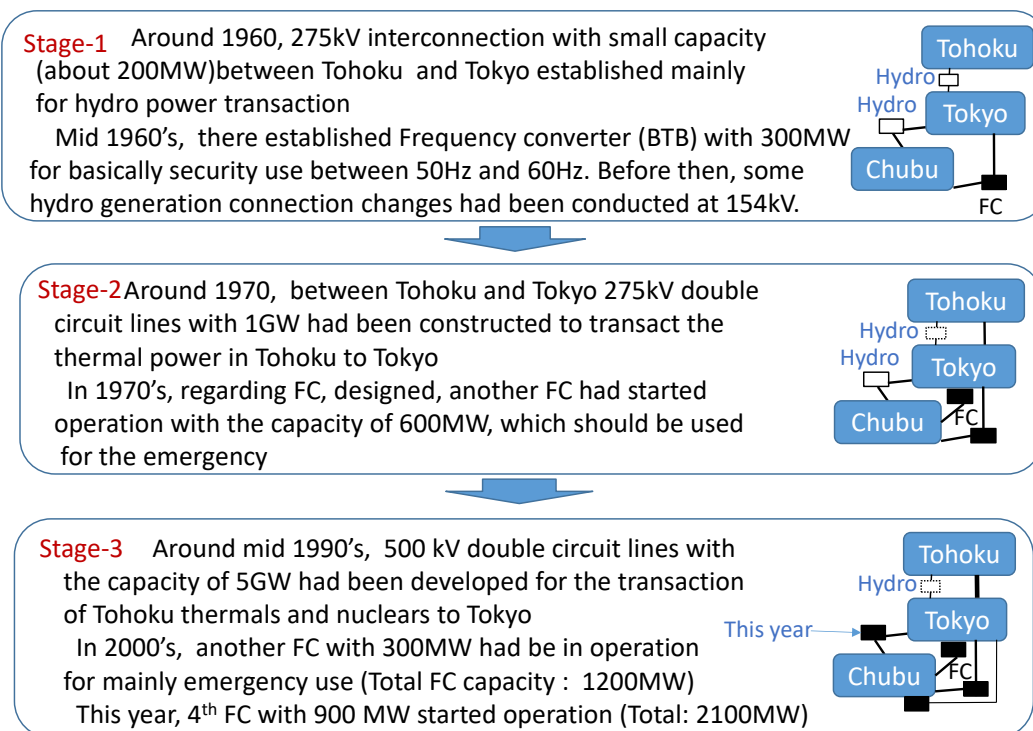 Stage-1 Around 1960, 275kV interconnection with small capacity
(about 200MW)between Tohoku and Tokyo established mainly
for hydro power transaction
Mid 1960's, there established Frequency converter (BTB) with 300MW
for basically security use between 50Hz and 60Hz. Before then, some
hydro generation connection changes had been conducted at 154kV.
Tohoku
Hydro
Hydro
Tokyo
Chubu
FC
Stage-2 Around 1970, between Tohoku and Tokyo 275kV double
circuit lines with 1GW had been constructed to transact the
thermal power in Tohoku to Tokyo
In 1970's, regarding FC, designed, another FC had started
operation with the capacity of 600MW, which should be used
for the emergency
Tohoku
Hydro
Hydro
Tokyo
Chubu
FC
Stage-3 Around mid 1990's, 500 kV double circuit lines with
the capacity of 5GW had been developed for the transaction
of Tohoku thermals and nuclears to Tokyo
In 2000's, another FC with 300MW had be in operation
for mainly emergency use (Total FC capacity : 1200MW)
This year, 4th FC with 900 MW started operation (Total: 2100MW)
Tohoku
Hydro
Tokyo
This year
Chubu
FC